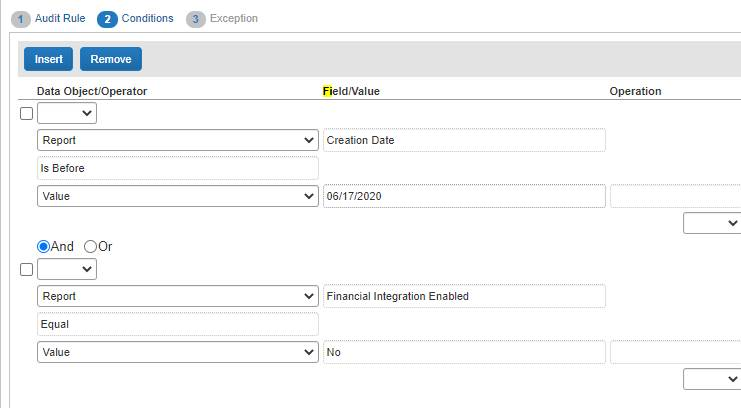 1 Audit Rule 2 Conditions 3 Exception
Insert Remove
Data Object/Operator Field/Value Operation
Report Creation Date
Is Before
Value 06/17/2020
And Or
Report Financial Integration Enabled
Equal
Value No